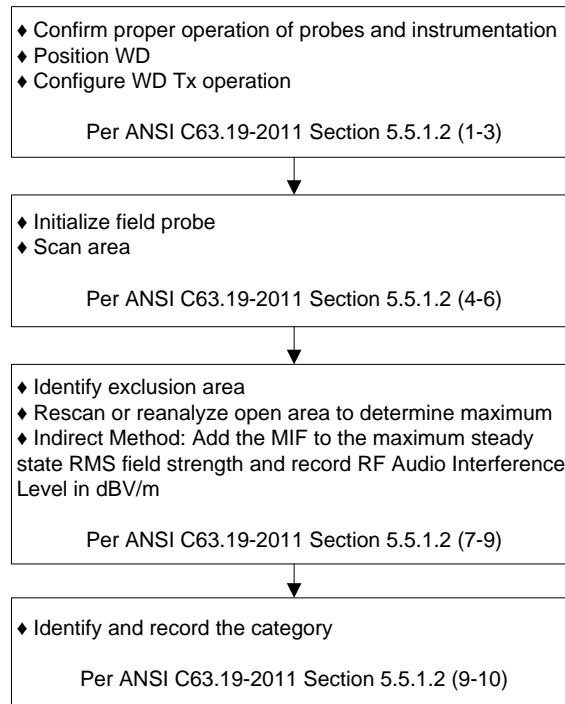 ♦ Confirm proper operation of probes and instrumentation
♦ Position WD
♦ Configure WD Tx operation
Per ANSI C63.19-2011 Section 5.5.1.2 (1-3)
♦ Initialize field probe
♦ Scan area
Per ANSI C63.19-2011 Section 5.5.1.2 (4-6)
♦ Identify exclusion area
♦ Rescan or reanalyze open area to determine maximum
♦ Indirect Method: Add the MIF to the maximum steady
state RMS field strength and record RF Audio Interference
Level in dBV/m
Per ANSI C63.19-2011 Section 5.5.1.2 (7-9)
♦ Identify and record the category
Per ANSI C63.19-2011 Section 5.5.1.2 (9-10)